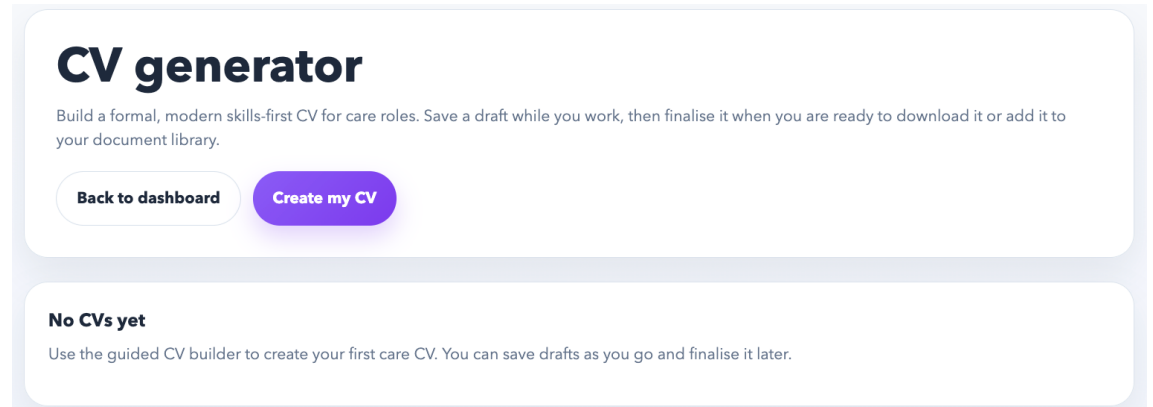 CV generator
Build a formal, modern skills-first CV for care roles. Save a draft while you work, then finalise it when you are ready to download it or add it to
your document library.
Back to dashboard
Create my CV
No CVs yet
Use the guided CV builder to create your first care CV. You can save drafts as you go and finalise it later.